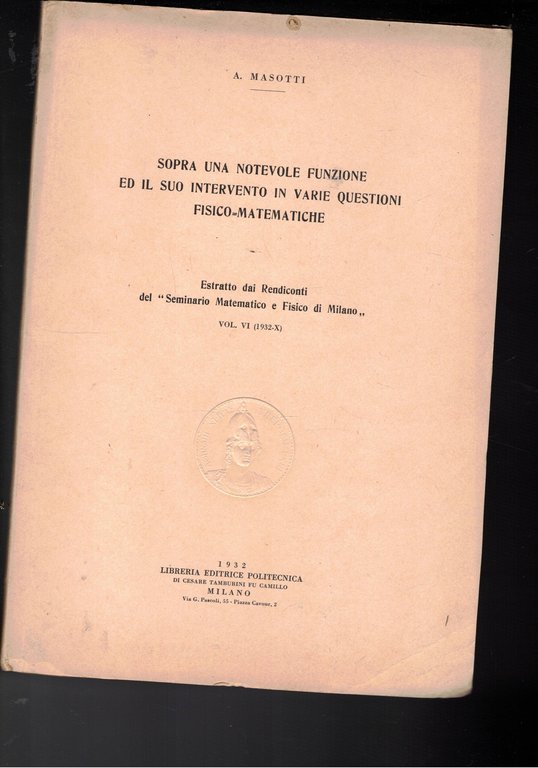 A. MASOTTI
SOPRA UNA NOTEVOLE FUNZIONE
ED IL SUO INTERVENTO IN VARIE QUESTIONI
FISICO-MATEMATICHE
Estratto dai Rendiconti
del “Seminario Matematico e Fisico di Milano„
VOL. VI (1932-X)
1932
LIBRERIA EDITRICE POLITECNICA
DI CESARE TAMBURINI FU CAMILLO
MILANO
Via G. Pascoli, 55 - Piazza Cavour, 2